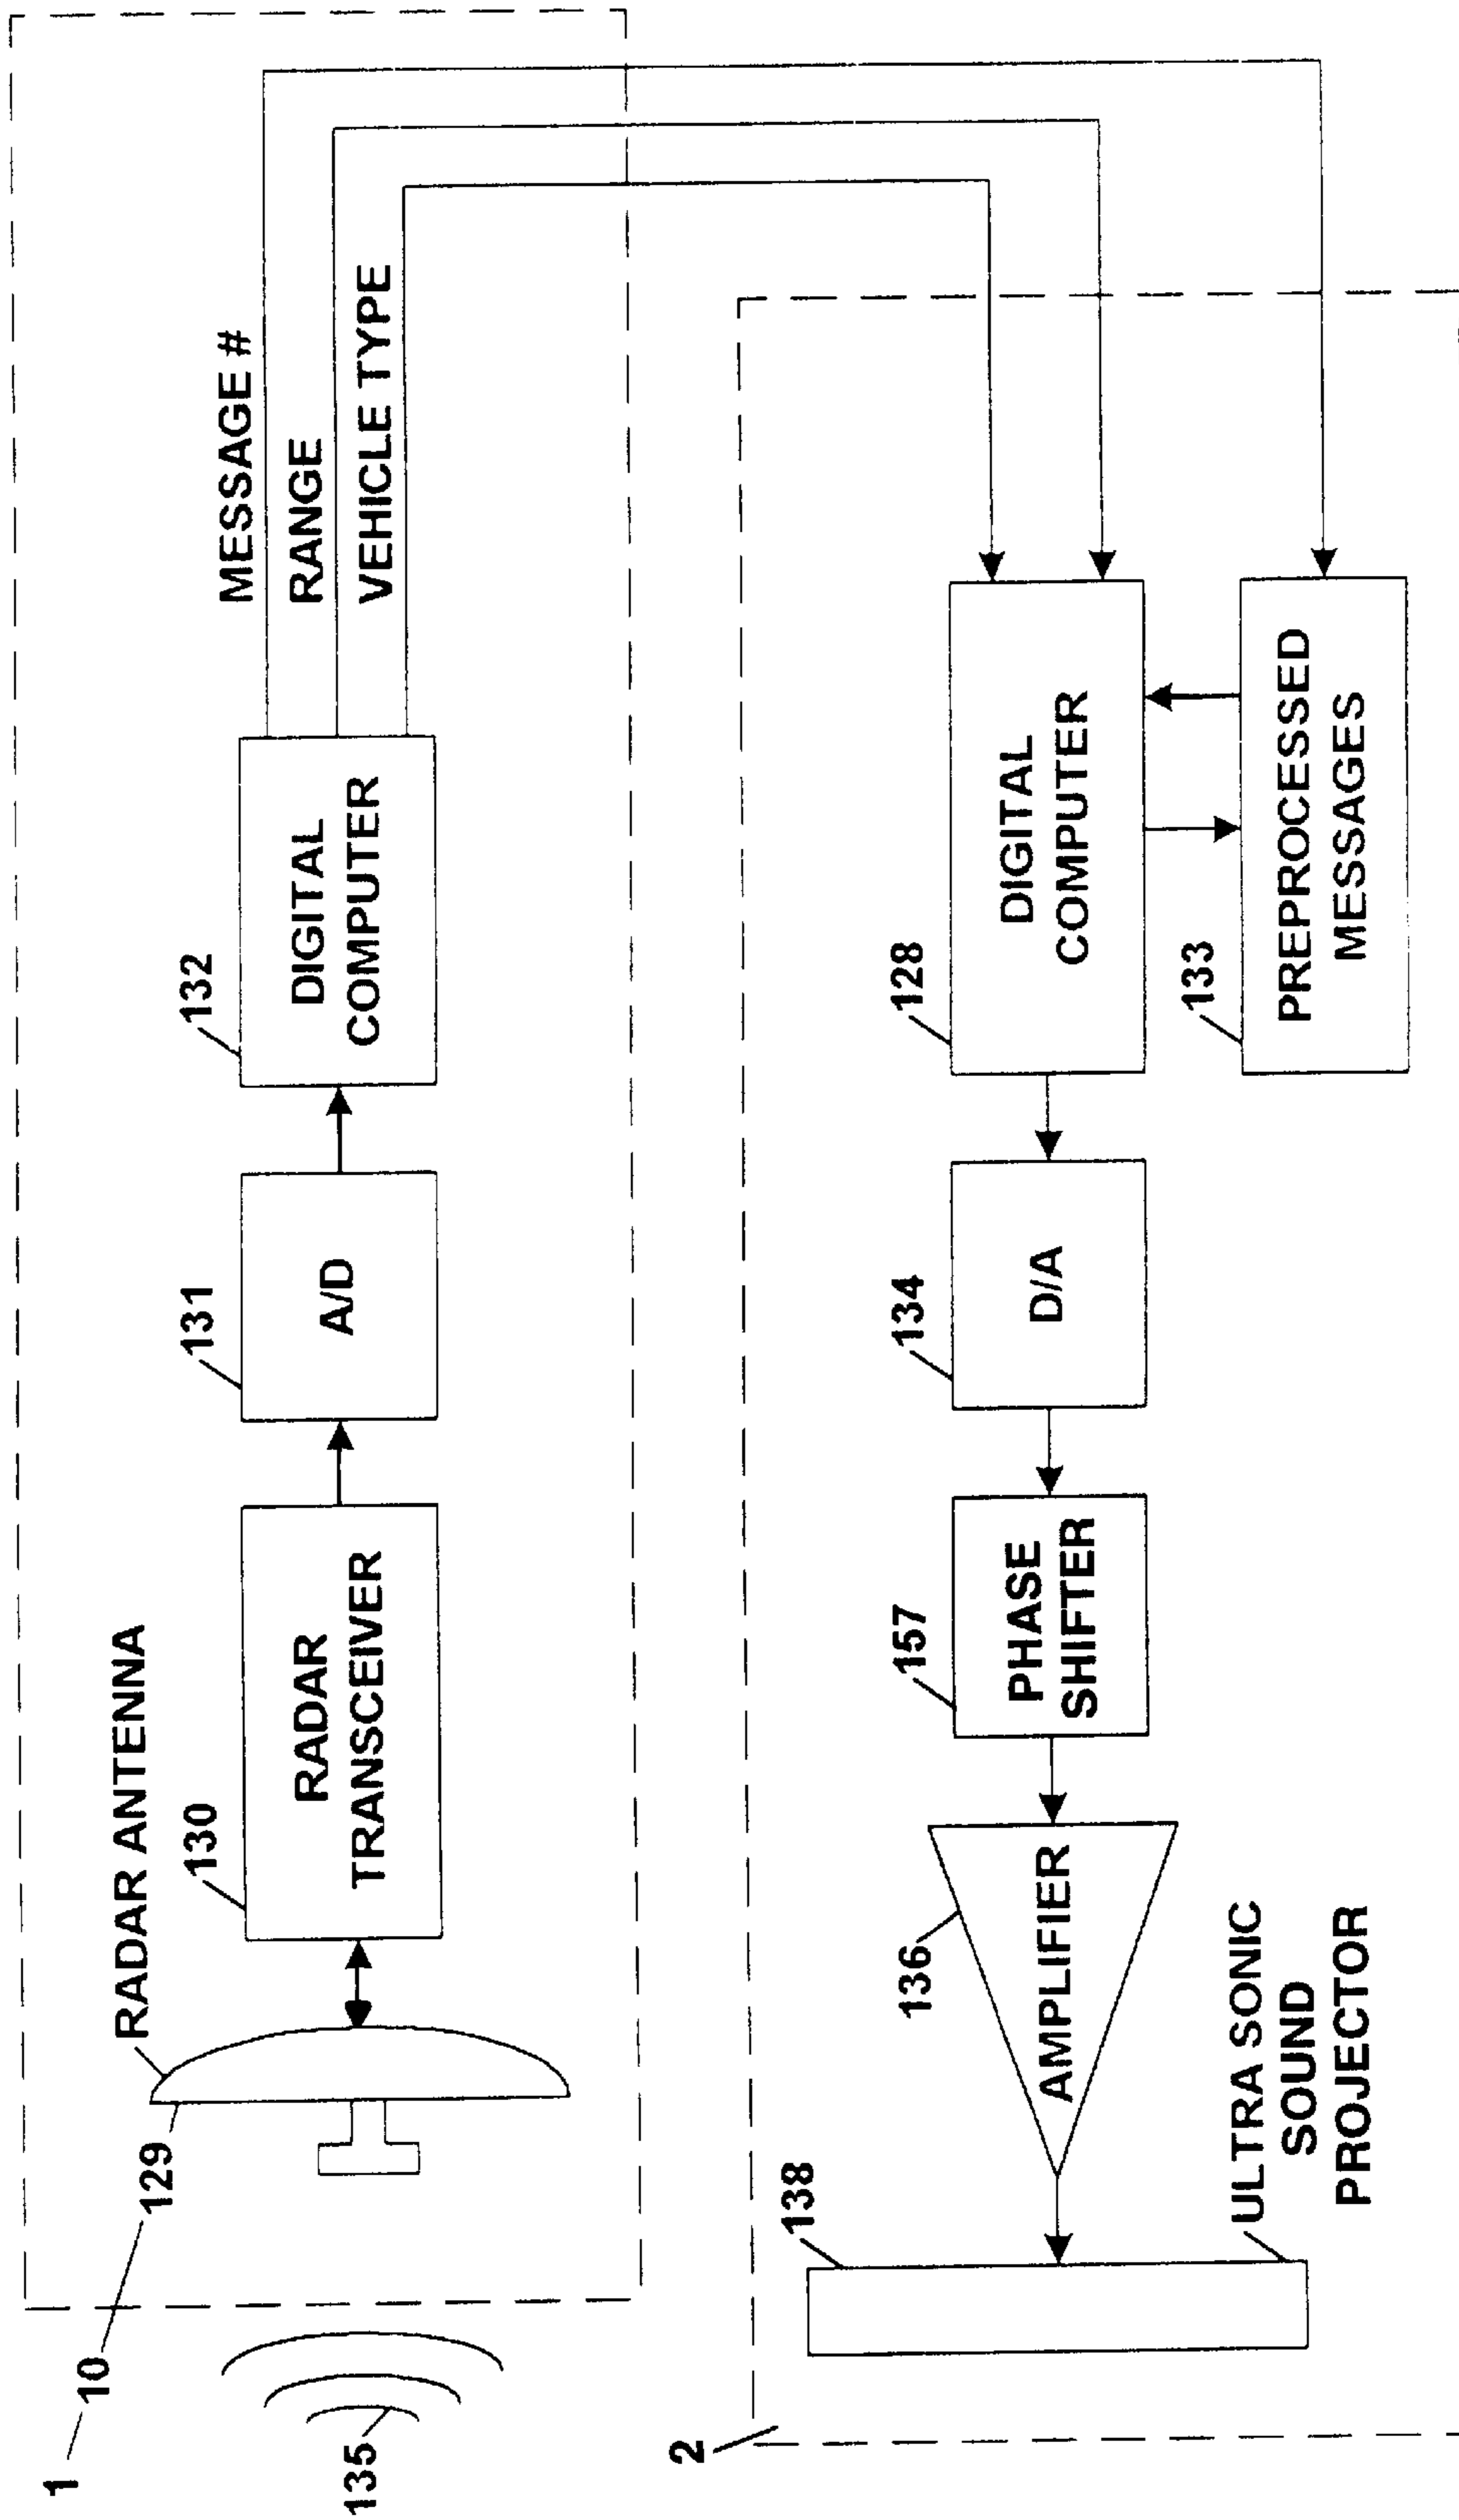 1
10
129
RADAR ANTENNA
135
130
RADAR
TRANSCEIVER
131
A/D
132
DIGITAL
COMPUTER
MESSAGE #
RANGE
VEHICLE TYPE
2
138
ULTRA SONIC
SOUND
PROJECTOR
136
AMPLIFIER
157
PHASE
SHIFTER
134
D/A
128
DIGITAL
COMPUTER
133
PREPROCESSED
MESSAGES